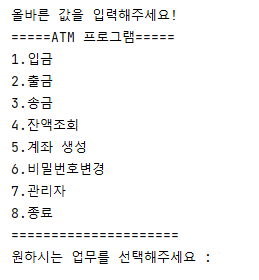 올바른 값을 입력해주세요!
=====ATM 프로그램=====
1.입금
2.출금
3.송금
4.잔액조회
5.계좌 생성
6.비밀번호변경
7.관리자
8.종료
=====================
원하시는 업무를 선택해주세요 :